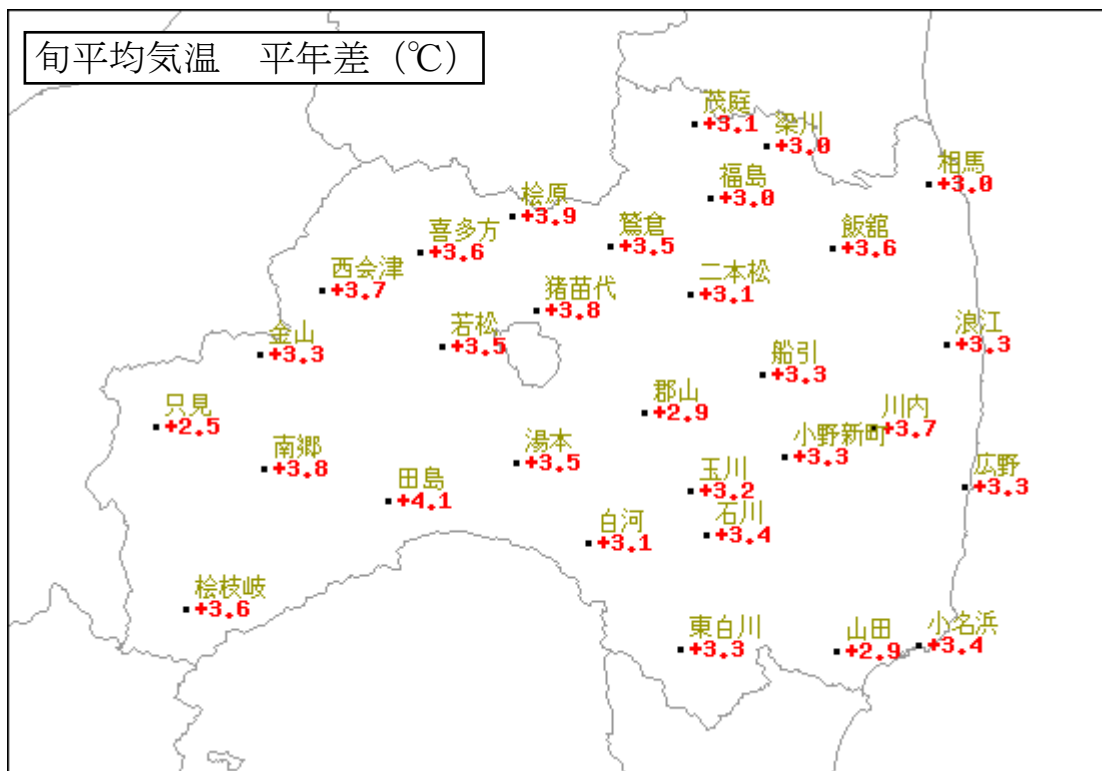 旬平均気温　平年差（℃）
茂庭
+3.1
梁川
+3.0
相馬
+3.0
福島
+3.0
桧原
+3.9
鷲倉
+3.5
飯舘
+3.6
喜多方
+3.6
西会津
+3.7
二本松
+3.1
猪苗代
+3.8
金山
+3.3
若松
+3.5
浪江
+3.3
船引
+3.3
郡山
+2.9
只見
+2.5
川内
+3.7
南郷
+3.8
湯本
+3.5
小野新町
+3.3
田島
+4.1
玉川
+3.2
広野
+3.3
白河
+3.1
石川
+3.4
桧枝岐
+3.6
東白川
+3.3
山田
+2.9
小名浜
+3.4